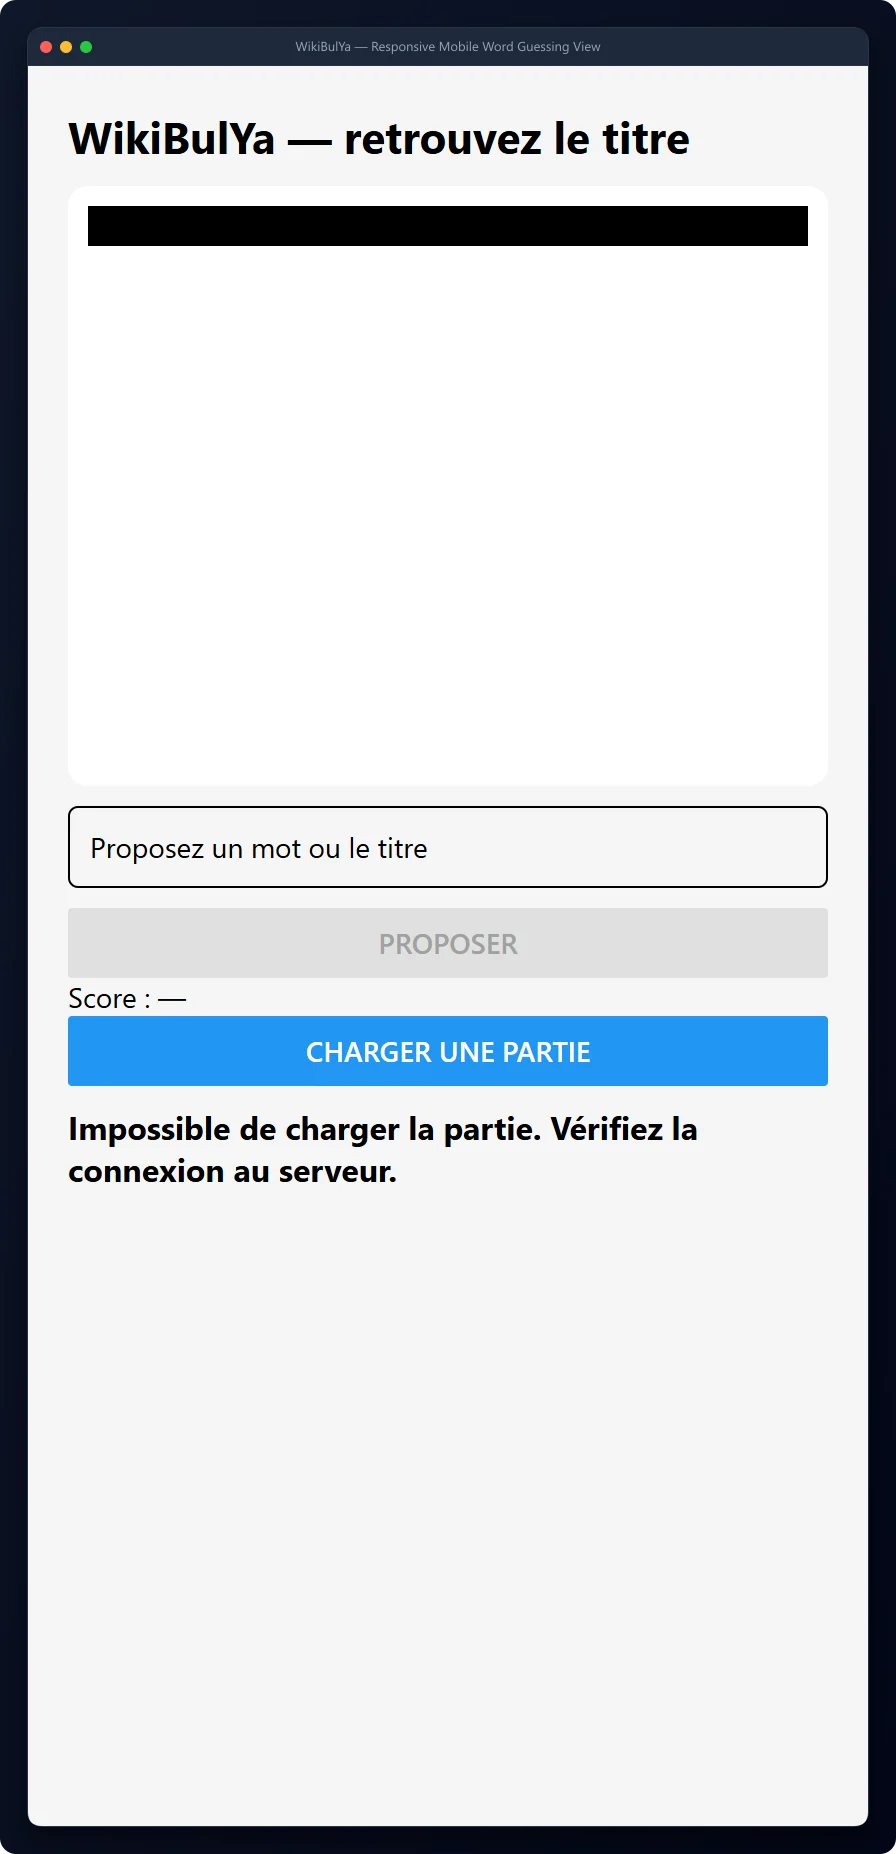 WikiBulYa — Responsive Mobile Word Guessing View
WikiBulYa — retrouvez le titre
Proposez un mot ou le titre
PROPOSER
Score : —
CHARGER UNE PARTIE
Impossible de charger la partie. Vérifiez la
connexion au serveur.